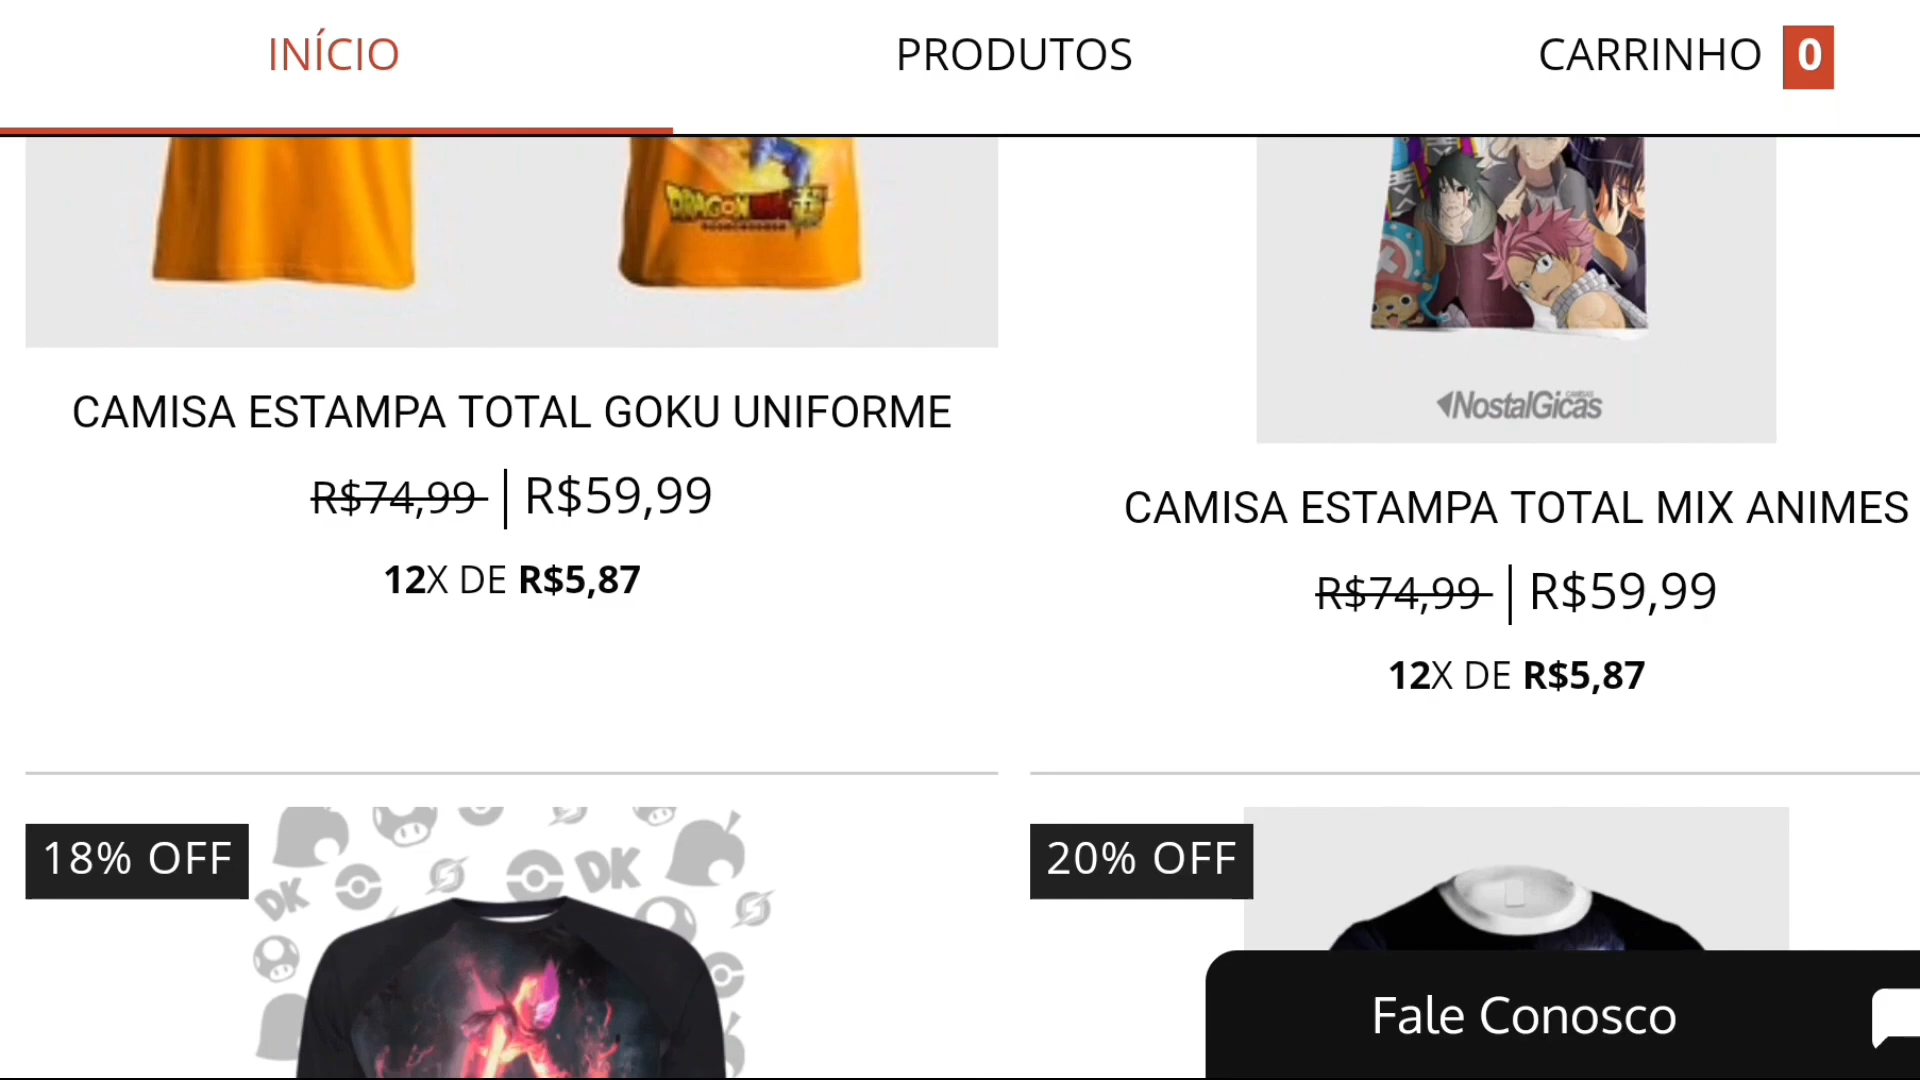 INÍCIO
PRODUTOS
CARRINHO 0
DRAGON
CAMISAS
NostalGicas
CAMISA ESTAMPA TOTAL GOKU UNIFORME
R$74,99 | R$59,99
12X DE R$5,87
CAMISA ESTAMPA TOTAL MIX ANIMES
R$74,99 | R$59,99
12X DE R$5,87
18% OFF
20% OFF
DK
DK
Fale Conosco